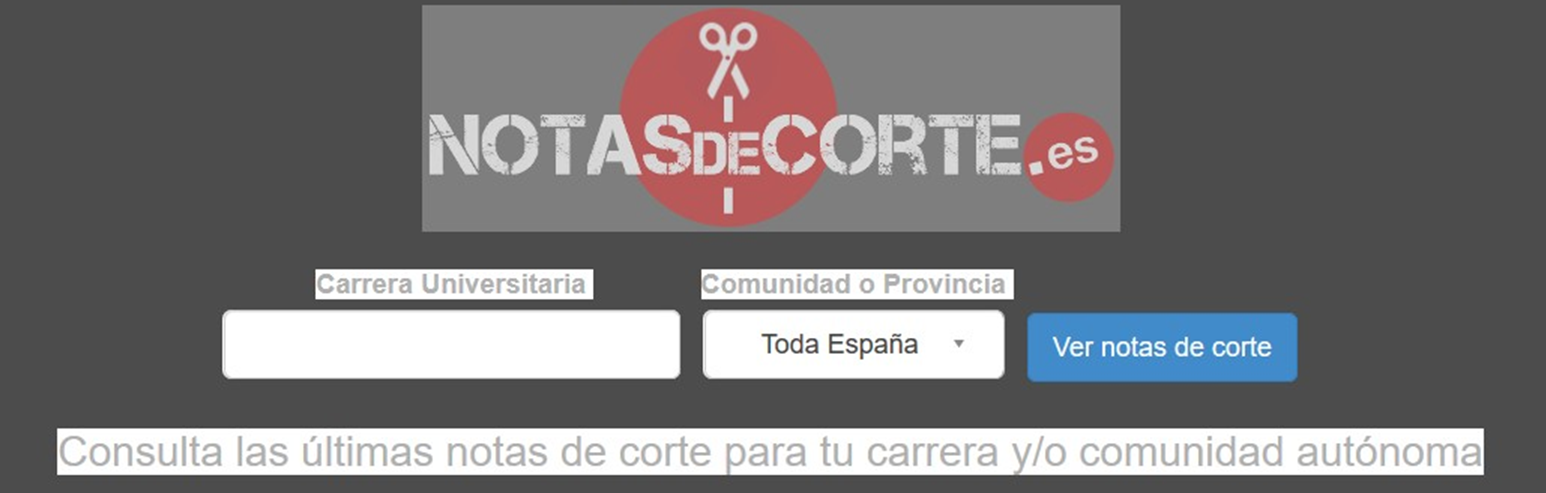 NOTASDECORTE.es
Carrera Universitaria Comunidad o Provincia
Toda España Ver notas de corte
Consulta las últimas notas de corte para tu carrera y/o comunidad autónoma